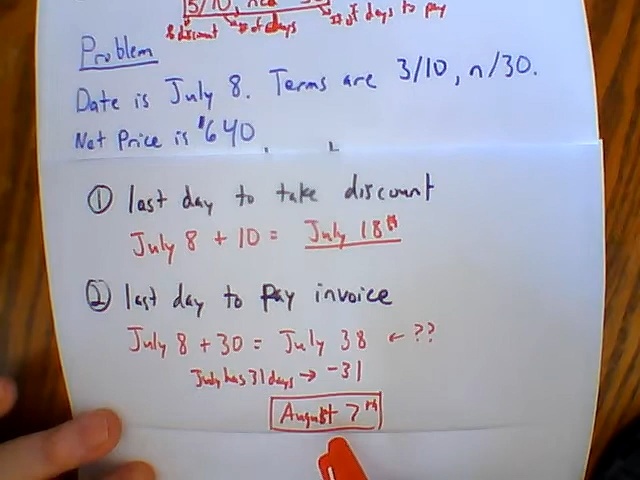 5/10, net 30
% discount # of days # of days to pay
Problem
Date is July 8. Terms are 3/10, n/30.
Net Price is $640.
① last day to take discount
July 8 + 10 = July 18th
② last day to pay invoice
July 8 + 30 = July 38 ← ??
July has 31 days → -31
August 7th